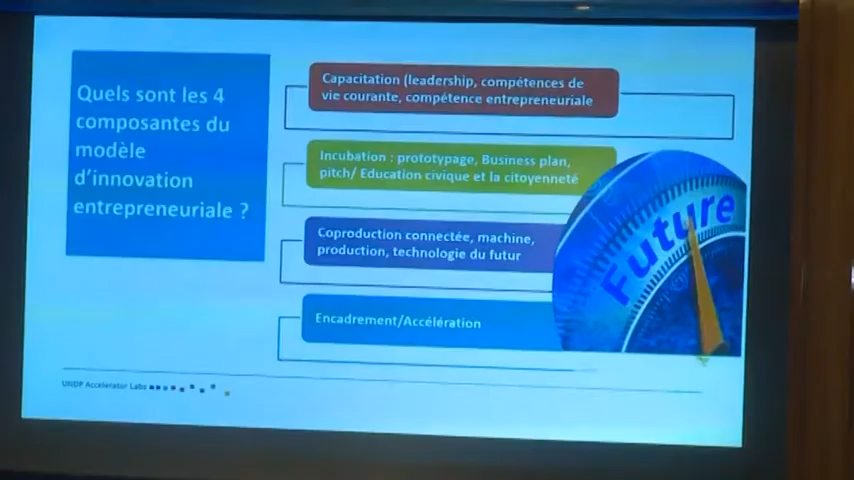 Quels sont les 4
composantes du
modèle
d'innovation
entrepreneuriale ?
Capacitation (leadership, compétences de
vie courante, compétence entrepreneuriale
Incubation : prototypage, Business plan,
pitch/ Education civique et la citoyenneté
Coproduction connectée, machine,
production, technologie du futur
Encadrement/Accélération
Future
UNDP Accelerator Labs